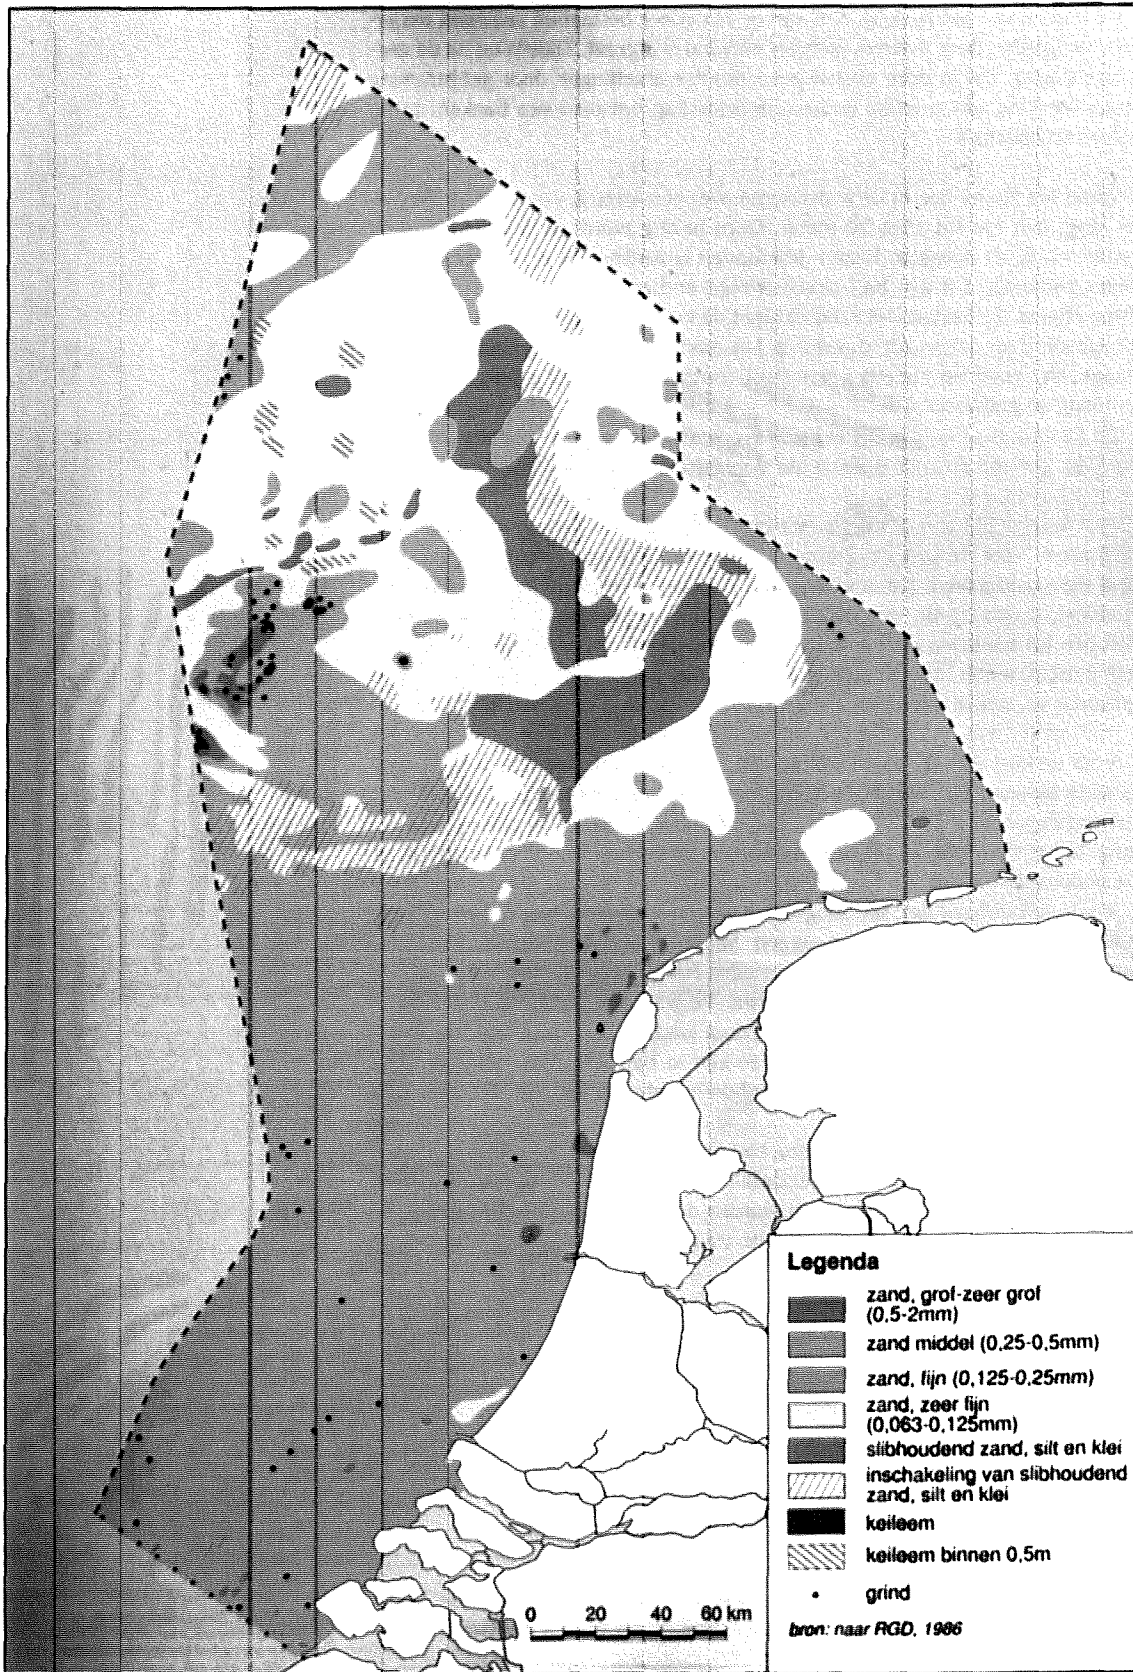 Legenda
zand, grof-zeer grof
(0,5-2mm)
zand middel (0,25-0,5mm)
zand, fijn (0,125-0,25mm)
zand, zeer fijn
(0,063-0,125mm)
slibhoudend zand, silt en klei
inschakeling van slibhoudend
zand, silt en klei
keileem
keileem binnen 0,5m
grind
bron: naar RGD, 1986
0 20 40 60 km